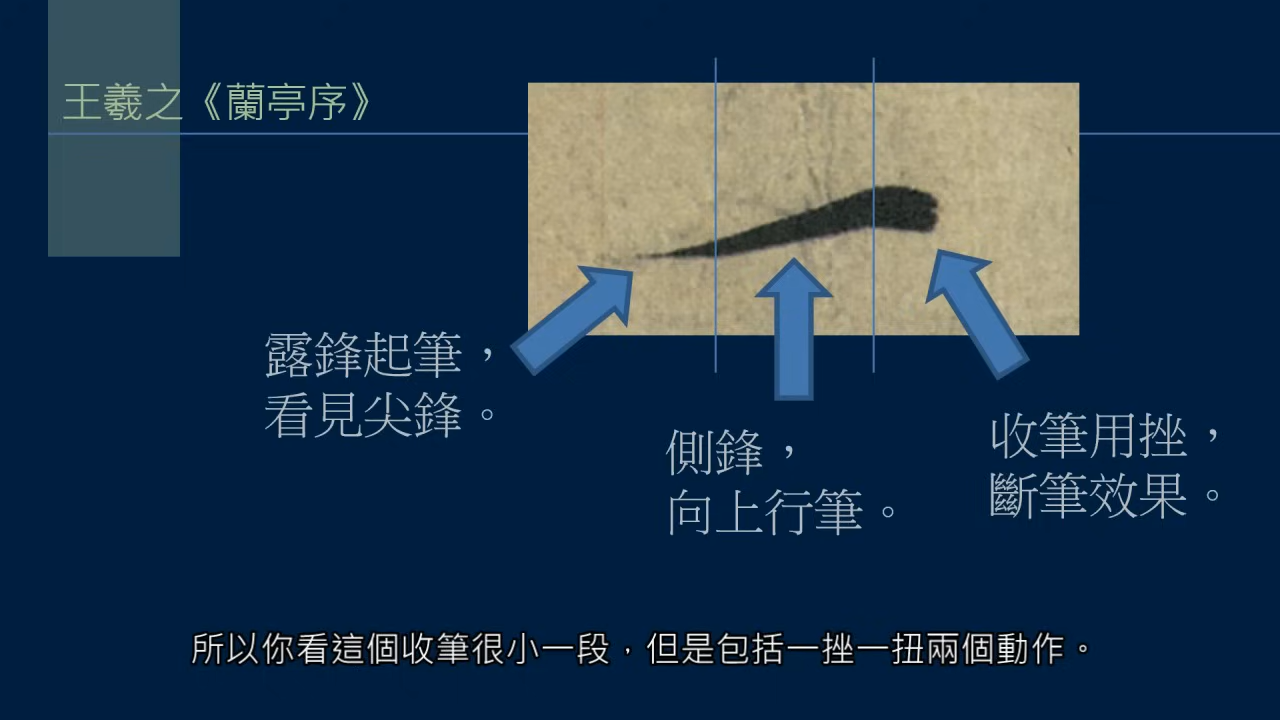 王羲之《蘭亭序》
露鋒起筆，
看見尖鋒。
側鋒，
向上行筆。
收筆用挫，
斷筆效果。
所以你看這個收筆很小一段，但是包括一挫一扭兩個動作。